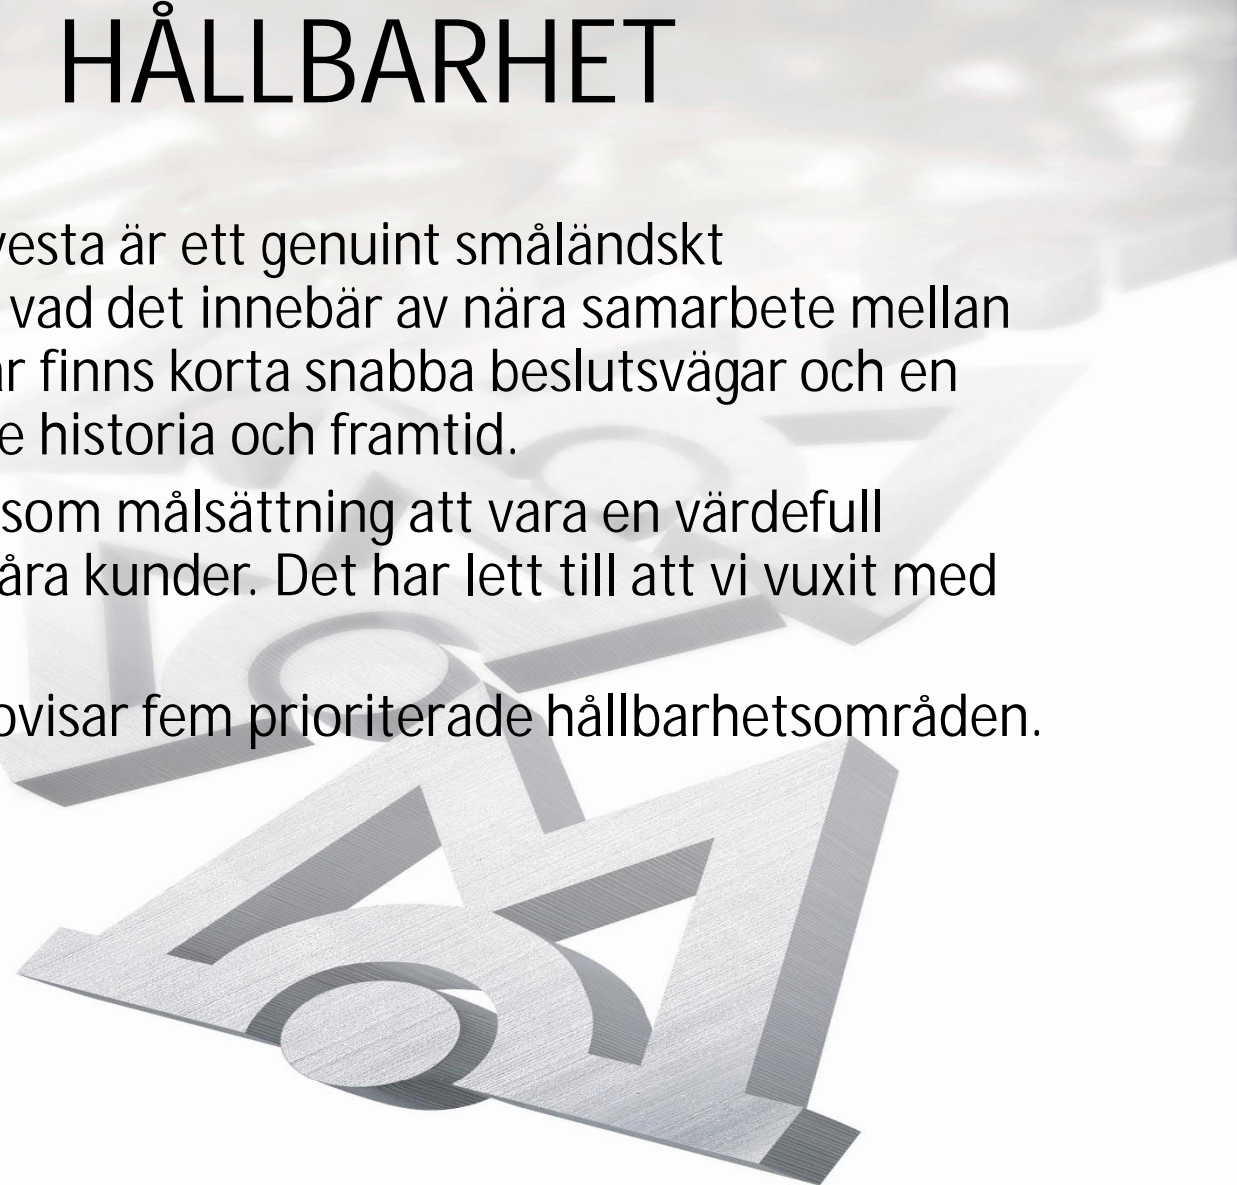 HÅLLBARHET
vesta är ett genuint småländskt
vad det innebär av nära samarbete mellan
är finns korta snabba beslutsvägar och en
e historia och framtid.
som målsättning att vara en värdefull
åra kunder. Det har lett till att vi vuxit med
ovisar fem prioriterade hållbarhetsområden.